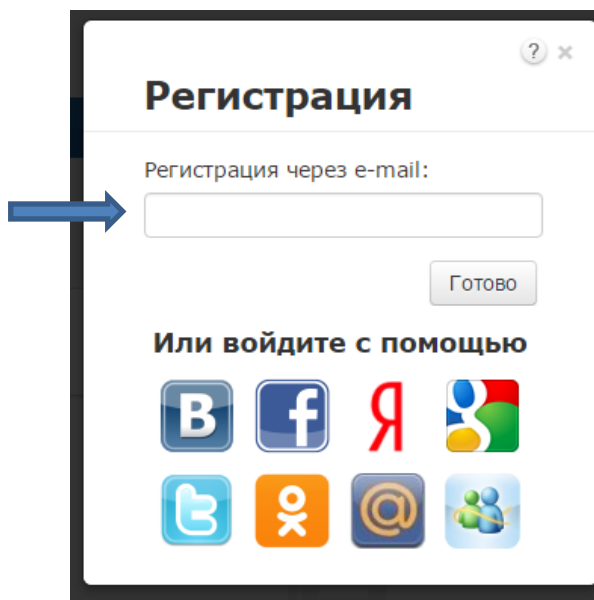 ?
Регистрация
Регистрация через e-mail:
Готово
Или войдите с помощью
В f Я g
t @